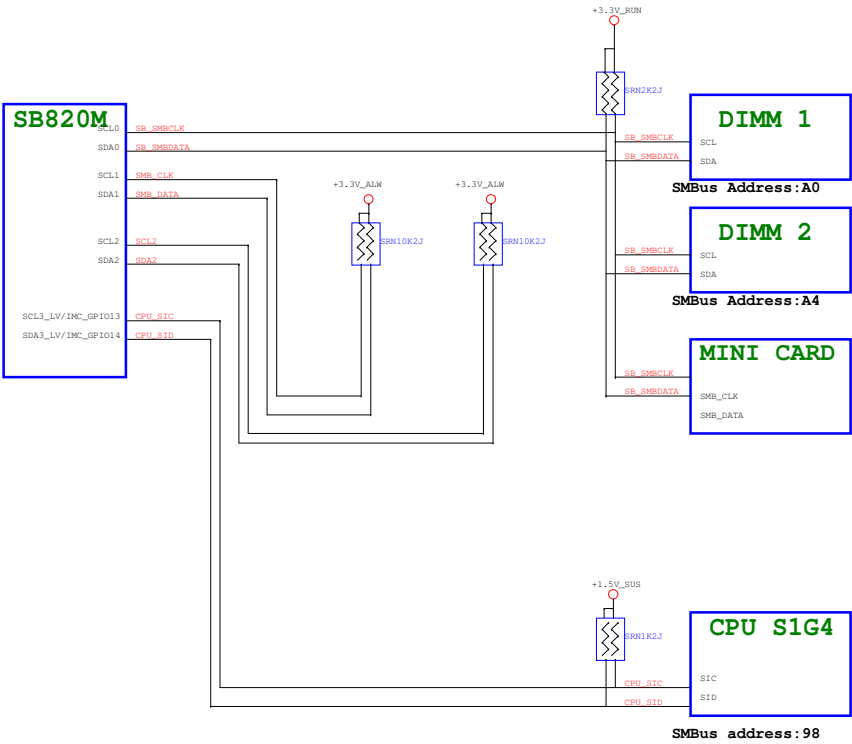 +3.3V_RUN
SRN2K2J
SB820M
SCL0 SB_SMBCLK
SDA0 SB_SMBDATA
SCL1 SMB_CLK
SDA1 SMB_DATA
SCL2 SCL2
SDA2 SDA2
SCL3_LV/IMC_GPIO13 CPU_SIC
SDA3_LV/IMC_GPIO14 CPU_SID
+3.3V_ALW
SRN10K2J
+3.3V_ALW
SRN10K2J
DIMM 1
SB_SMBCLK SCL
SB_SMBDATA SDA
SMBus Address:A0
DIMM 2
SB_SMBCLK SCL
SB_SMBDATA SDA
SMBus Address:A4
MINI CARD
SB_SMBCLK
SB_SMBDATA SMB_CLK
SMB_DATA
+1.5V_SUS
SRN1K2J
CPU S1G4
CPU_SIC SIC
CPU_SID SID
SMBus address:98